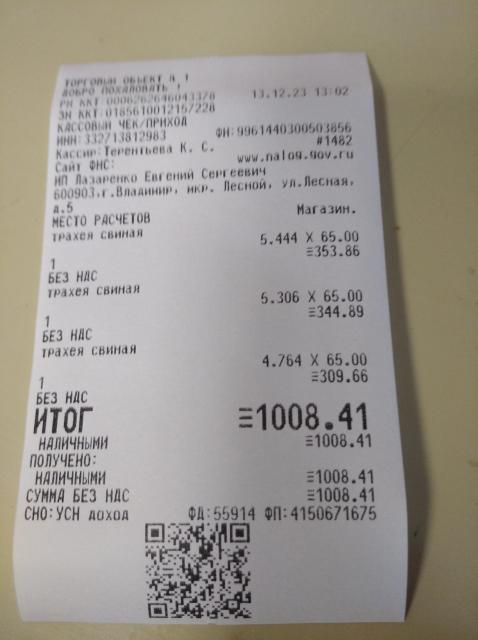 ТОРГОВЫЙ ОБЪЕКТ N 1
ДОБРО ПОЖАЛОВАТЬ !
РН ККТ:0006262646043378 13.12.23 13:02
ЗН ККТ:0185610012157228
КАССОВЫЙ ЧЕК/ПРИХОД
ИНН:332713812983 ФН:9961440300503856
Кассир:Терентьева К. С. #1482
Сайт ФНС: www.nalog.gov.ru
ИП Лазаренко Евгений Сергеевич
600903,г.Владимир, мкр. Лесной, ул.Лесная,
д.5
МЕСТО РАСЧЕТОВ Магазин.
трахея свиная
5.444 X 65.00
1 ≡353.86
БЕЗ НДС
трахея свиная
5.306 X 65.00
1 ≡344.89
БЕЗ НДС
трахея свиная
4.764 X 65.00
1 ≡309.66
БЕЗ НДС
ИТОГ ≡1008.41
НАЛИЧНЫМИ ≡1008.41
ПОЛУЧЕНО:
НАЛИЧНЫМИ ≡1008.41
СУММА БЕЗ НДС ≡1008.41
СНО:УСН доход ФД:55914 ФП:4150671675